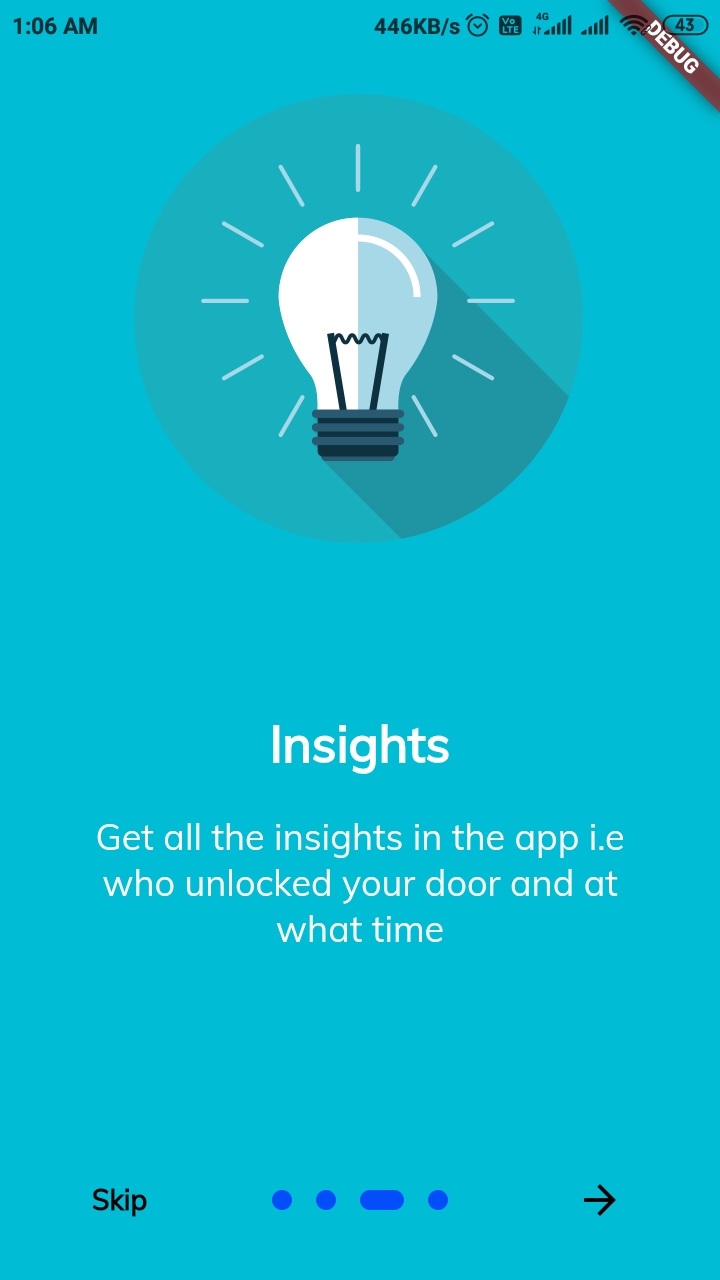 1:06 AM 446KB/s Vo LTE 4G 43
DEBUG
Insights
Get all the insights in the app i.e
who unlocked your door and at
what time
Skip